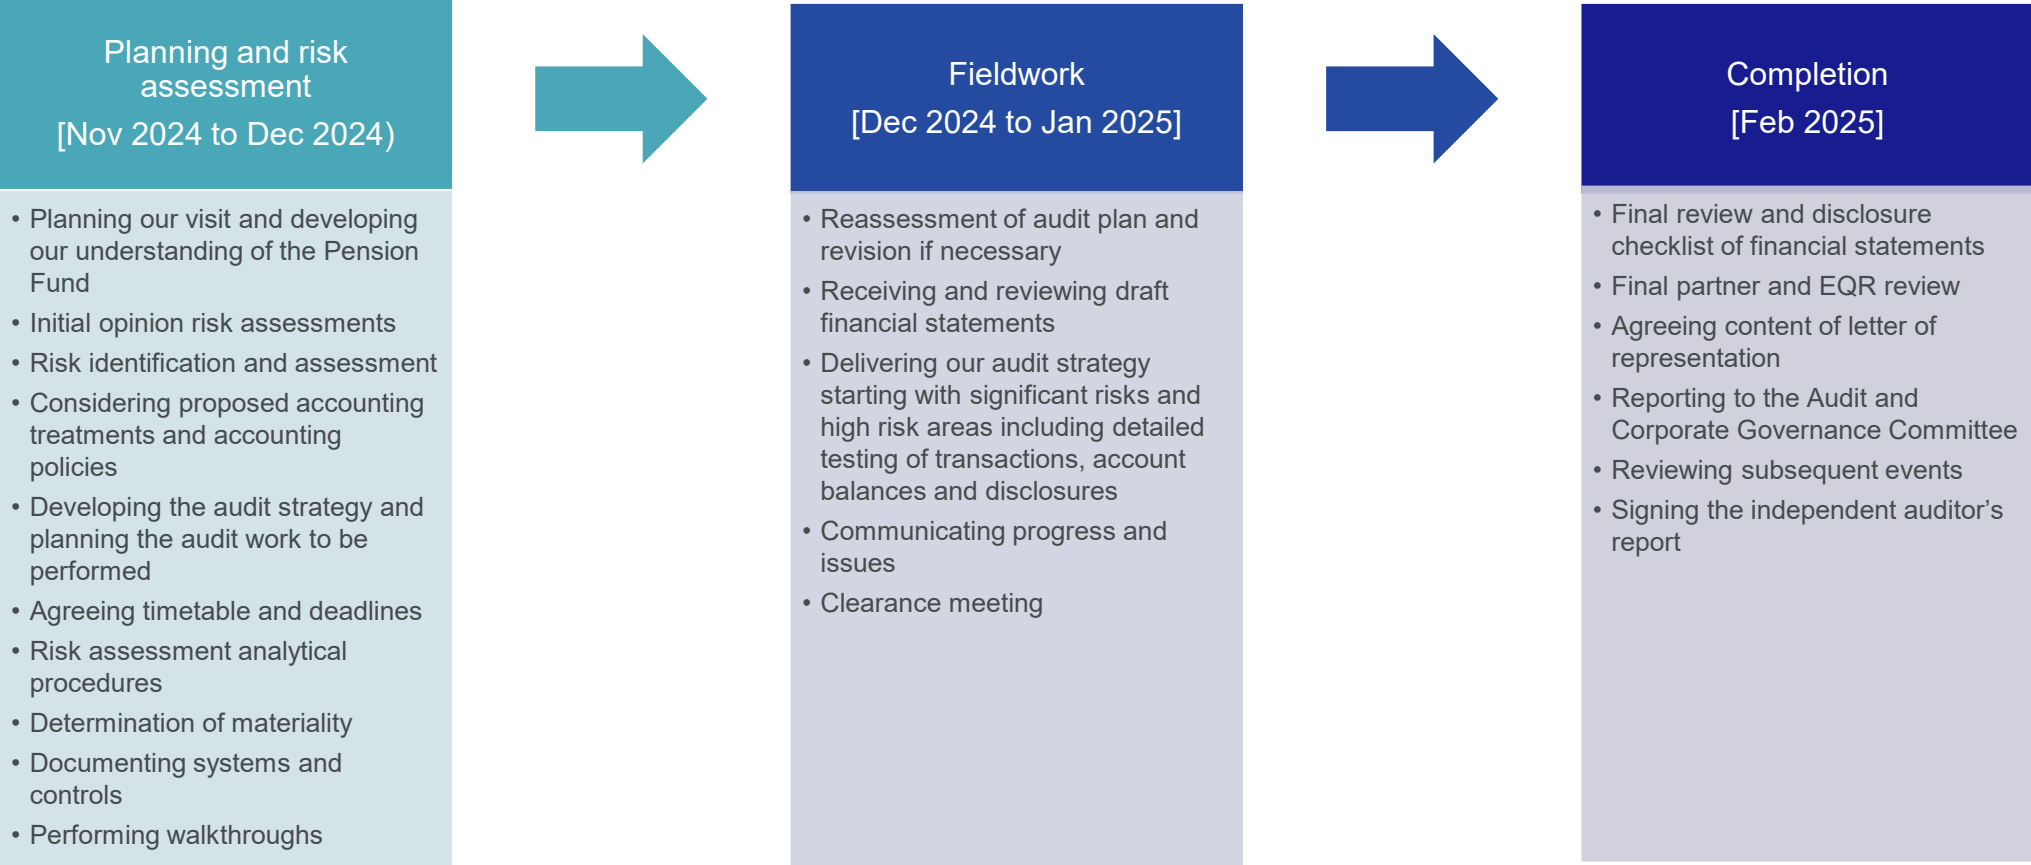 Planning and risk
assessment
[Nov 2024 to Dec 2024)
• Planning our visit and developing
our understanding of the Pension
Fund
• Initial opinion risk assessments
• Risk identification and assessment
• Considering proposed accounting
treatments and accounting
policies
• Developing the audit strategy and
planning the audit work to be
performed
• Agreeing timetable and deadlines
• Risk assessment analytical
procedures
• Determination of materiality
• Documenting systems and
controls
• Performing walkthroughs
Fieldwork
[Dec 2024 to Jan 2025]
• Reassessment of audit plan and
revision if necessary
• Receiving and reviewing draft
financial statements
• Delivering our audit strategy
starting with significant risks and
high risk areas including detailed
testing of transactions, account
balances and disclosures
• Communicating progress and
issues
• Clearance meeting
Completion
[Feb 2025]
• Final review and disclosure
checklist of financial statements
• Final partner and EQR review
• Agreeing content of letter of
representation
• Reporting to the Audit and
Corporate Governance Committee
• Reviewing subsequent events
• Signing the independent auditor’s
report